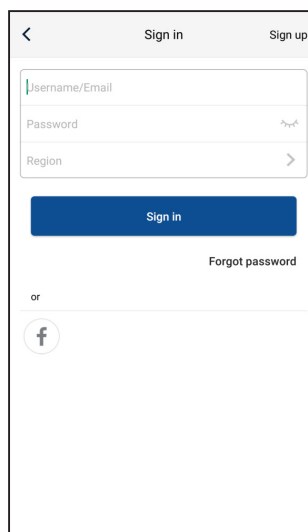 Sign in
Sign up
Username/Email
Password
Region
Sign in
Forgot password
or
f